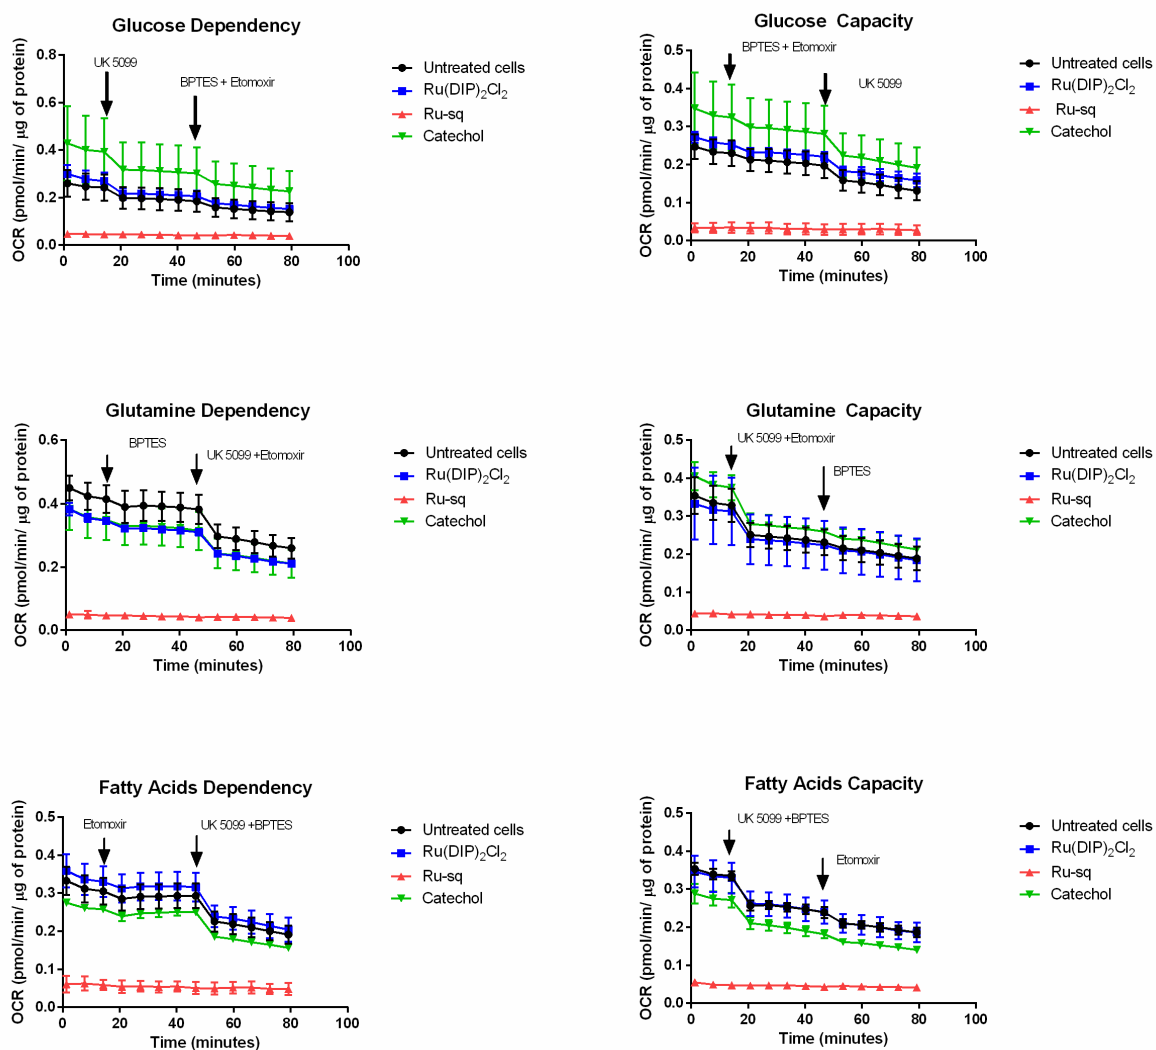 Glucose Dependency
UK 5099
BPTES + Etomoxir
OCR (pmol/min/ μg of protein)
0.8
0.6
0.4
0.2
0.0
0 20 40 60 80 100
Time (minutes)
Untreated cells
Ru(DIP)₂Cl₂
Ru-sq
Catechol
Glucose Capacity
BPTES + Etomoxir
UK 5099
OCR (pmol/min/ μg of protein)
0.5
0.4
0.3
0.2
0.1
0.0
0 20 40 60 80 100
Time (minutes)
Untreated cells
Ru(DIP)₂Cl₂
Ru-sq
Catechol
Glutamine Dependency
BPTES
UK 5099 +Etomoxir
OCR (pmol/min/ μg of protein)
0.6
0.4
0.2
0.0
0 20 40 60 80 100
Time (minutes)
Untreated cells
Ru(DIP)₂Cl₂
Ru-sq
Catechol
Glutamine Capacity
UK 5099 +Etomoxir
BPTES
OCR (pmol/min/ μg of protein)
0.5
0.4
0.3
0.2
0.1
0.0
0 20 40 60 80 100
Time (minutes)
Untreated cells
Ru(DIP)₂Cl₂
Ru-sq
Catechol
Fatty Acids Dependency
Etomoxir
UK 5099 +BPTES
OCR (pmol/min/ μg of protein)
0.5
0.4
0.3
0.2
0.1
0.0
0 20 40 60 80 100
Time (minutes)
Untreated cells
Ru(DIP)₂Cl₂
Ru-sq
Catechol
Fatty Acids Capacity
UK 5099 +BPTES
Etomoxir
OCR (pmol/min/ μg of protein)
0.5
0.4
0.3
0.2
0.1
0.0
0 20 40 60 80 100
Time (minutes)
Untreated cells
Ru(DIP)₂Cl₂
Ru-sq
Catechol